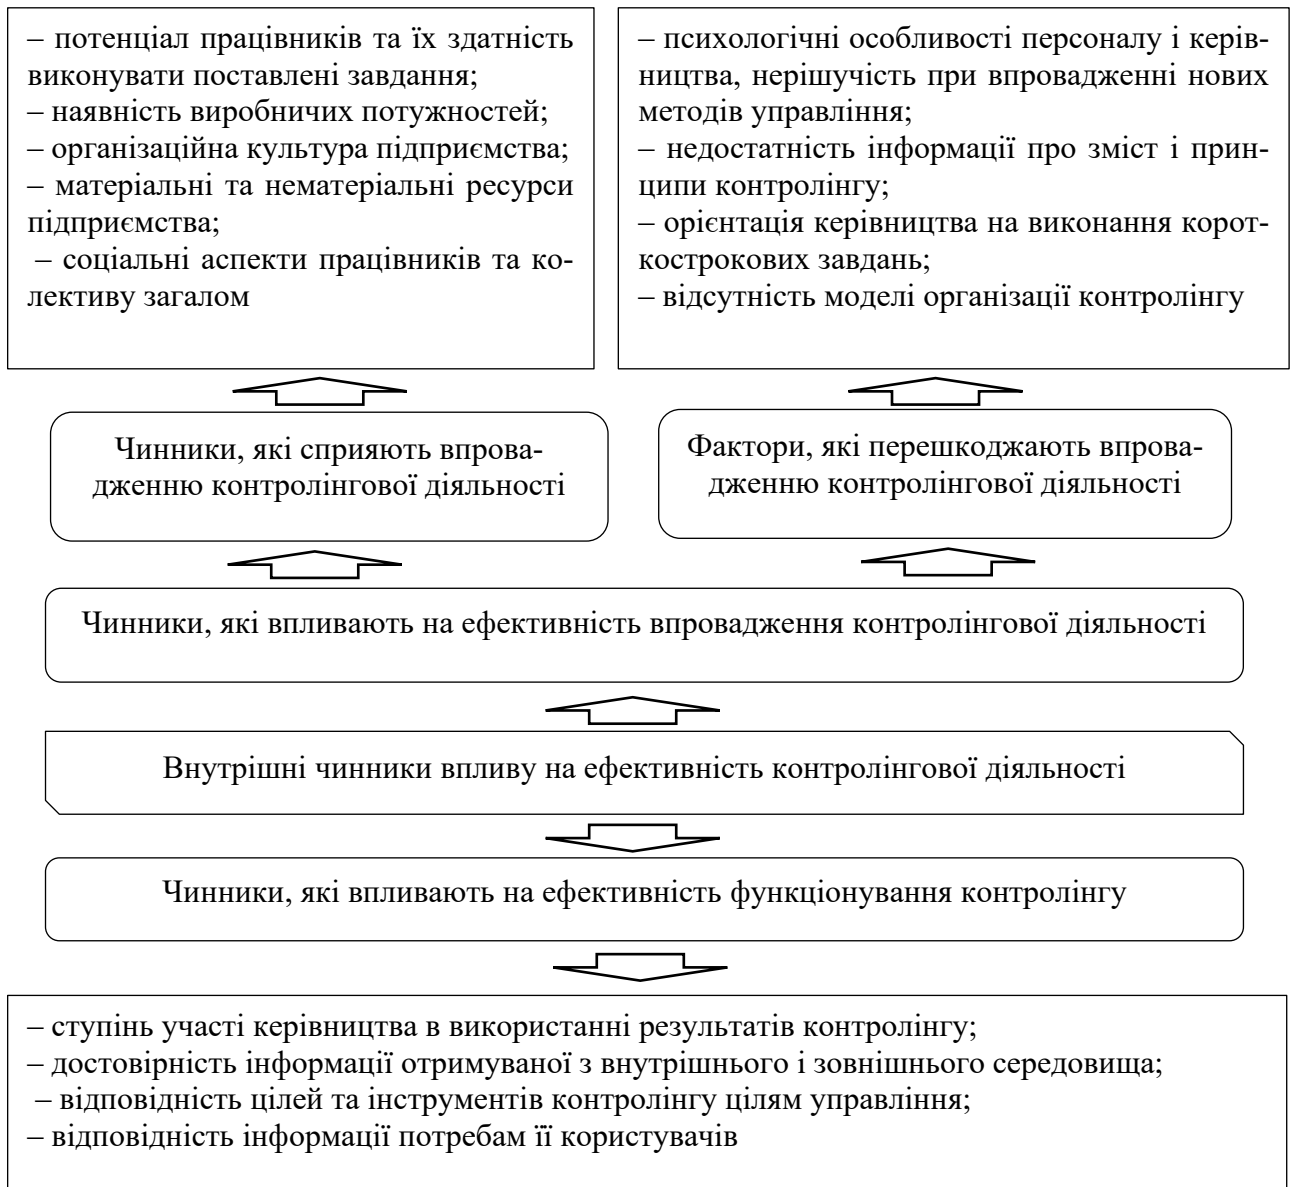 – потенціал працівників та їх здатність
виконувати поставлені завдання;
– наявність виробничих потужностей;
– організаційна культура підприємства;
– матеріальні та нематеріальні ресурси
підприємства;
– соціальні аспекти працівників та ко-
лективу загалом
– психологічні особливості персоналу і керів-
ництва, нерішучість при впровадженні нових
методів управління;
– недостатність інформації про зміст і прин-
ципи контролінгу;
– орієнтація керівництва на виконання корот-
кострокових завдань;
– відсутність моделі організації контролінгу
Чинники, які сприяють впрова-
дженню контролінгової діяльності
Фактори, які перешкоджають впрова-
дженню контролінгової діяльності
Чинники, які впливають на ефективність впровадження контролінгової діяльності
Внутрішні чинники впливу на ефективність контролінгової діяльності
Чинники, які впливають на ефективність функціонування контролінгу
– ступінь участі керівництва в використанні результатів контролінгу;
– достовірність інформації отримуваної з внутрішнього і зовнішнього середовища;
– відповідність цілей та інструментів контролінгу цілям управління;
– відповідність інформації потребам її користувачів